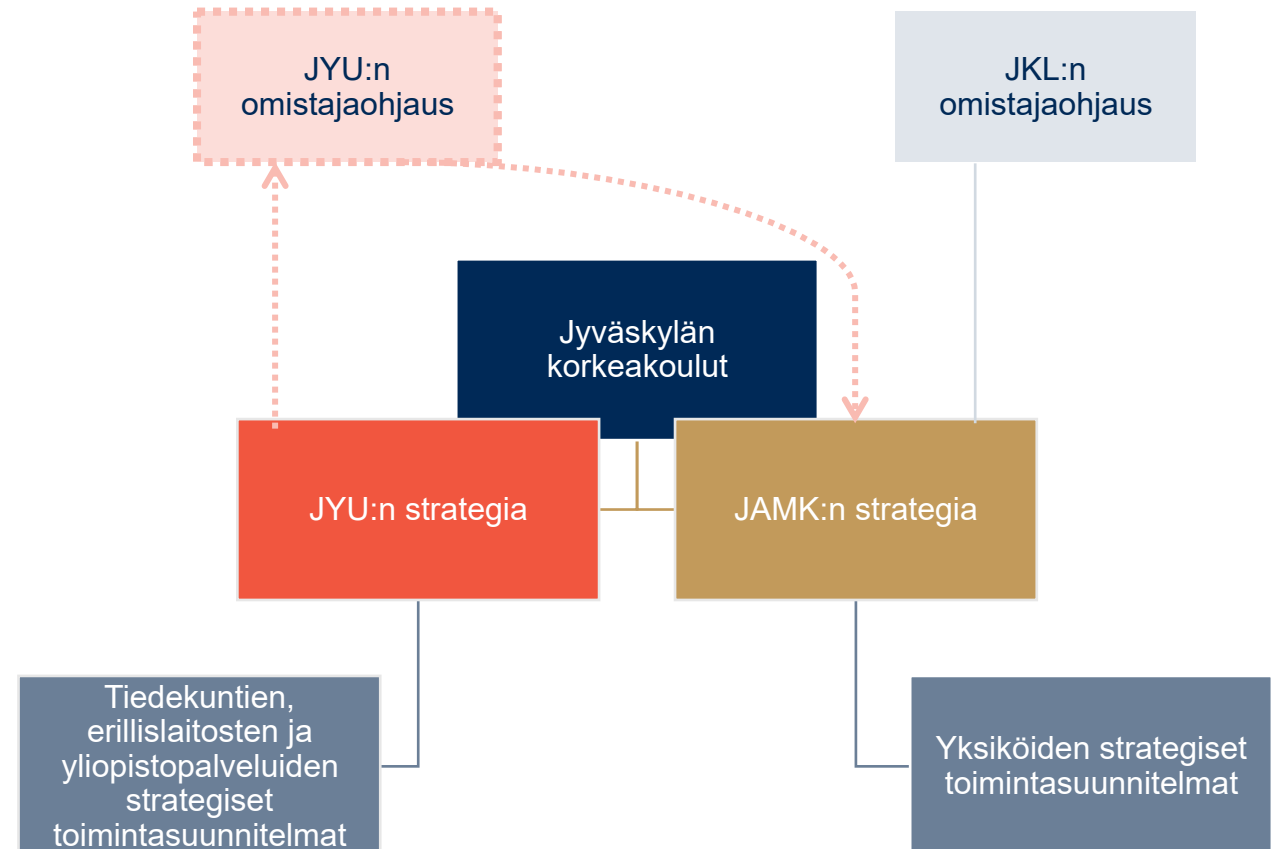 JYU:n
omistajaohjaus
JKL:n
omistajaohjaus
Jyväskylän
korkeakoulut
JYU:n strategia
JAMK:n strategia
Tiedekuntien,
erillislaitosten ja
yliopistopalveluiden
strategiset
toimintasuunnitelmat
Yksiköiden strategiset
toimintasuunnitelmat